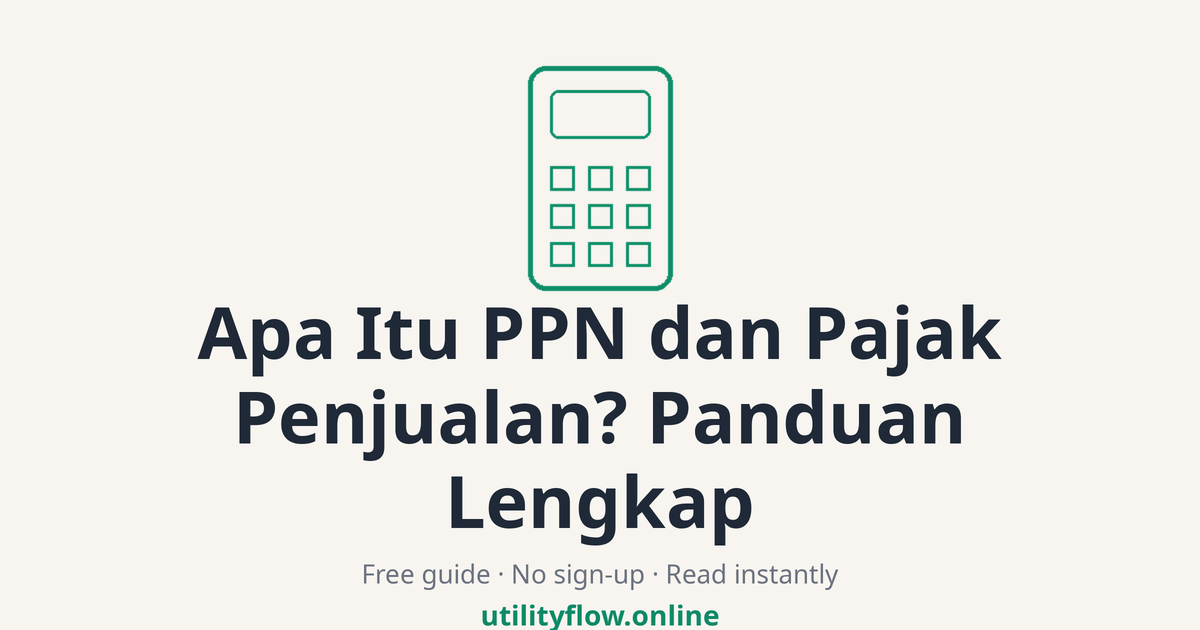 Apa Itu PPN dan Pajak
Penjualan? Panduan
Lengkap
Free guide · No sign-up · Read instantly
utilityflow.online